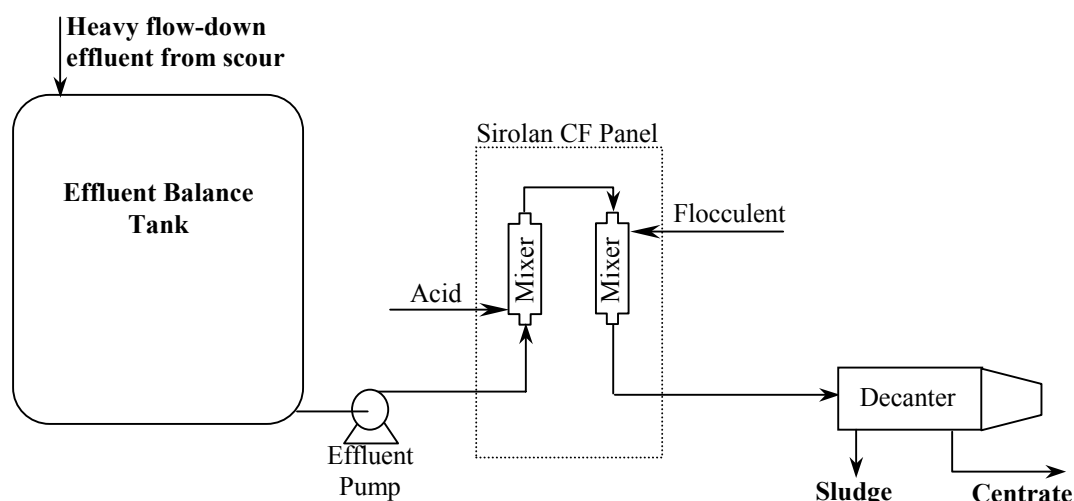 Heavy flow-down
effluent from scour
Effluent Balance
Tank
Sirolan CF Panel
Mixer
Mixer
Flocculent
Acid
Effluent
Pump
Decanter
Sludge
Centrate